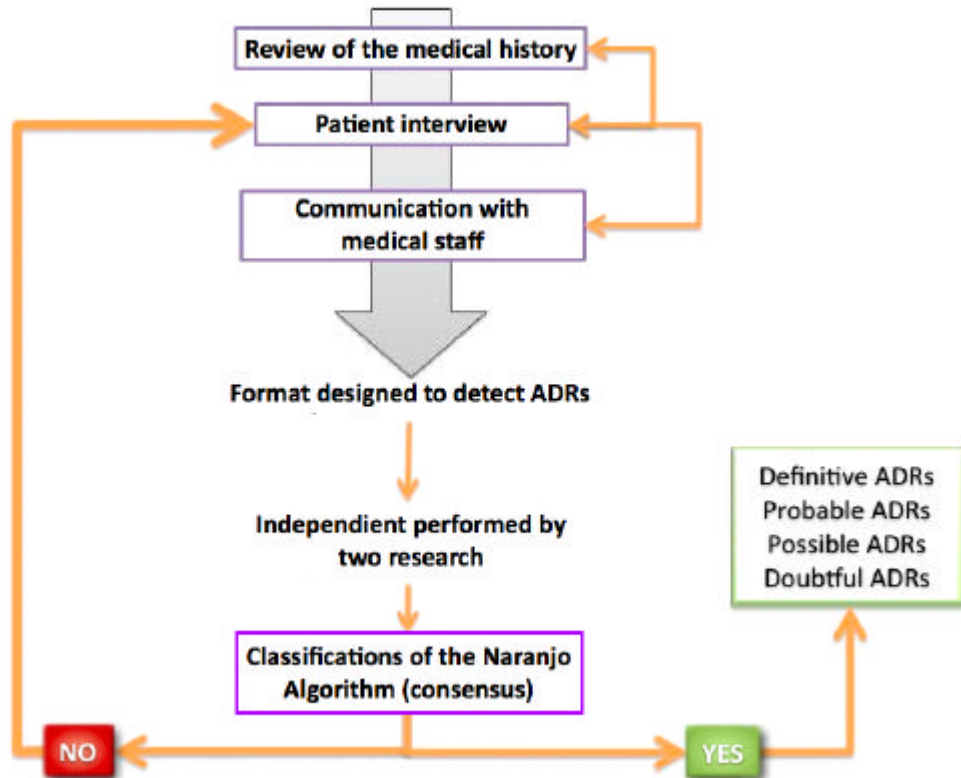 Review of the medical history
Patient interview
Communication with
medical staff
Format designed to detect ADRs
Independent performed by
two research
Classifications of the Naranjo
Algorithm (consensus)
NO
YES
Definitive ADRs
Probable ADRs
Possible ADRs
Doubtful ADRs